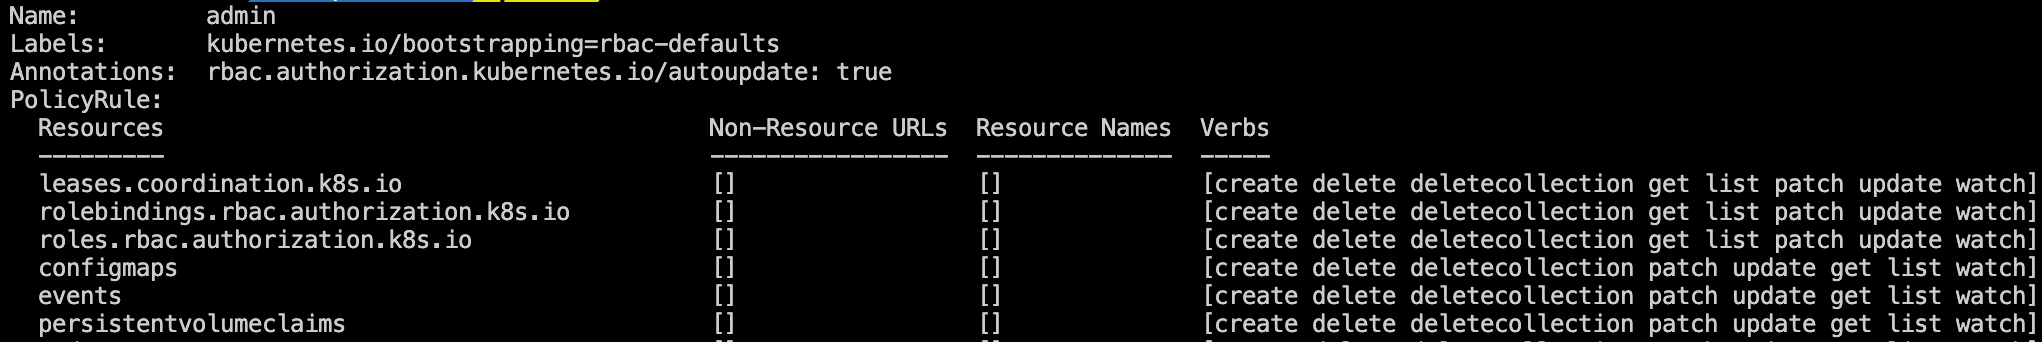 Name:         admin
Labels:       kubernetes.io/bootstrapping=rbac-defaults
Annotations:  rbac.authorization.kubernetes.io/autoupdate: true
PolicyRule:
  Resources                                       Non-Resource URLs  Resource Names  Verbs
  ---------                                       -----------------  --------------  -----
  leases.coordination.k8s.io                      []                 []              [create delete deletecollection get list patch update watch]
  rolebindings.rbac.authorization.k8s.io          []                 []              [create delete deletecollection get list patch update watch]
  roles.rbac.authorization.k8s.io                 []                 []              [create delete deletecollection get list patch update watch]
  configmaps                                      []                 []              [create delete deletecollection patch update get list watch]
  events                                          []                 []              [create delete deletecollection patch update get list watch]
  persistentvolumeclaims                          []                 []              [create delete deletecollection patch update get list watch]